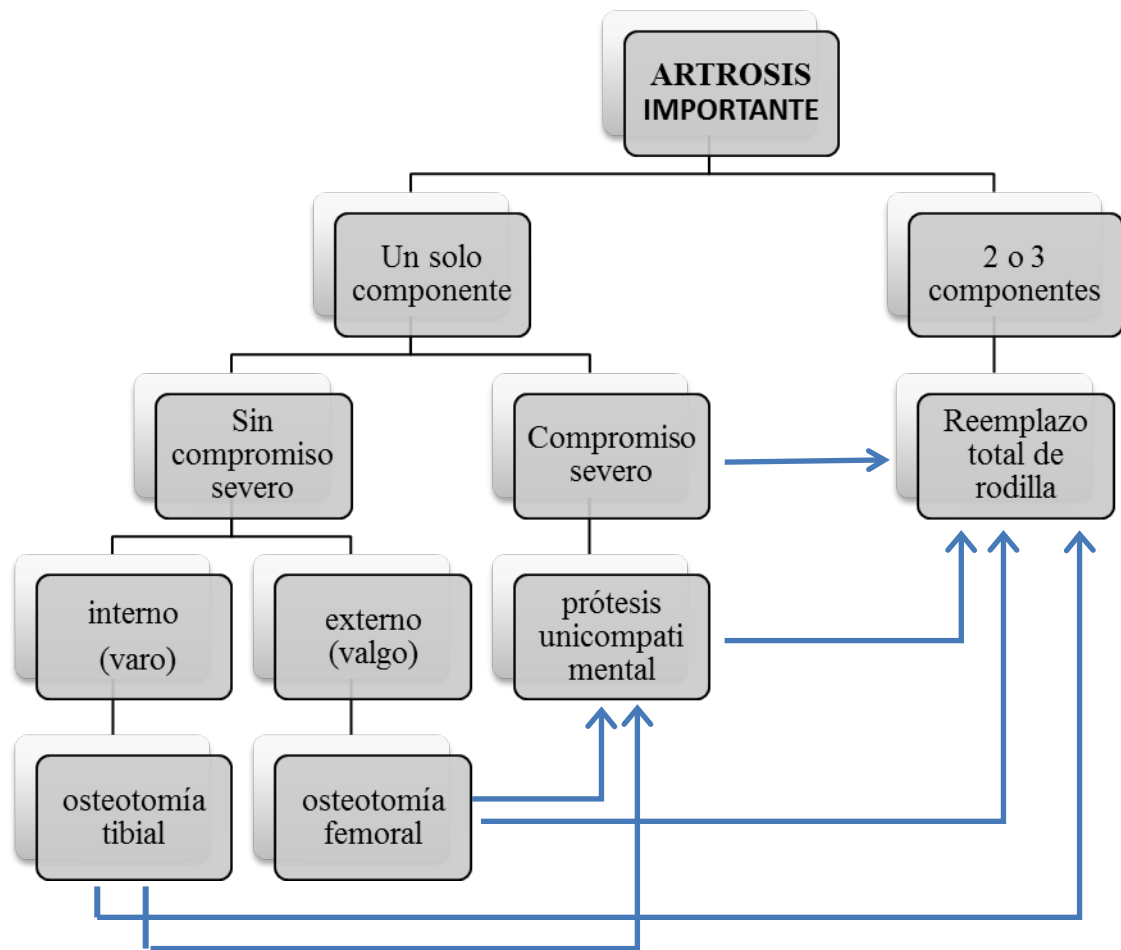 ARTROSIS
IMPORTANTE
Un solo
componente
2 o 3
componentes
Sin
compromiso
severo
Compromiso
severo
Reemplazo
total de
rodilla
interno
(varo)
externo
(valgo)
prótesis
unicompati
mental
osteotomía
tibial
osteotomía
femoral